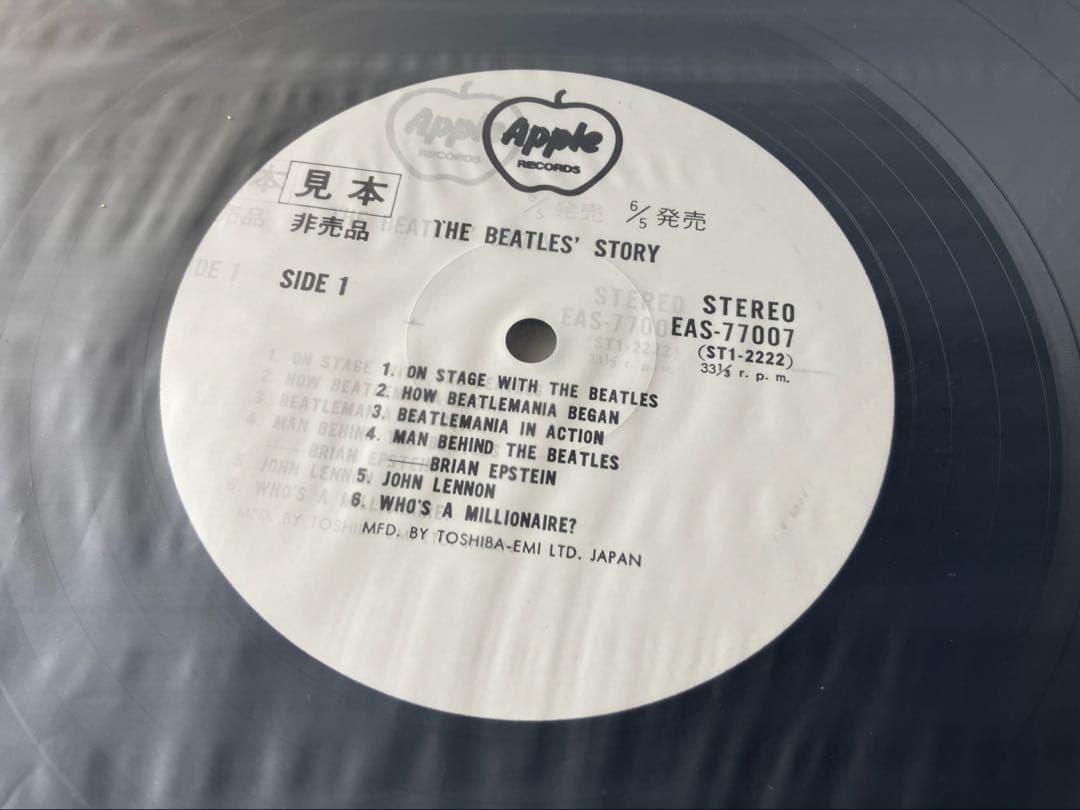 Apple
RECORDS
見本
非売品
6/5 発売
THE BEATLES' STORY
SIDE 1
STEREO
EAS-77007
(ST1-2222)
33⅓ r. p. m.
1. ON STAGE WITH THE BEATLES
2. HOW BEATLEMANIA BEGAN
3. BEATLEMANIA IN ACTION
4. MAN BEHIND THE BEATLES
——BRIAN EPSTEIN
5. JOHN LENNON
6. WHO'S A MILLIONAIRE?
MFD. BY TOSHIBA-EMI LTD. JAPAN